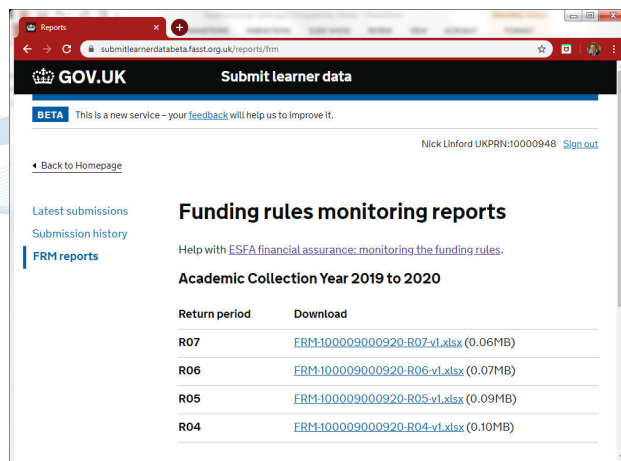 Reports
submitlearnerdatabeta.fasst.org.uk/reports/frm
GOV.UK Submit learner data
BETA This is a new service – your feedback will help us to improve it.
Nick Linford UKPRN:10000948 Sign out
Back to Homepage
Latest submissions
Submission history
FRM reports
Funding rules monitoring reports
Help with ESFA financial assurance: monitoring the funding rules.
Academic Collection Year 2019 to 2020
Return period Download
R07 FRM-100009000920-R07-v1.xlsx (0.06MB)
R06 FRM-100009000920-R06-v1.xlsx (0.07MB)
R05 FRM-100009000920-R05-v1.xlsx (0.09MB)
R04 FRM-100009000920-R04-v1.xlsx (0.10MB)